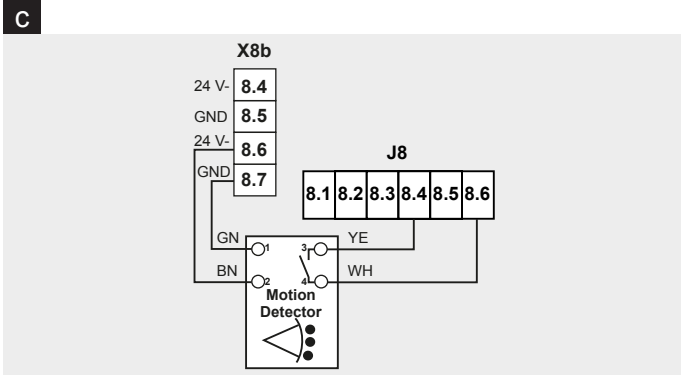 C
X8b
24 V- 8.4
GND 8.5
24 V- 8.6
GND 8.7
J8
8.1 8.2 8.3 8.4 8.5 8.6
GN 1 3 YE
BN 2 4 WH
Motion
Detector